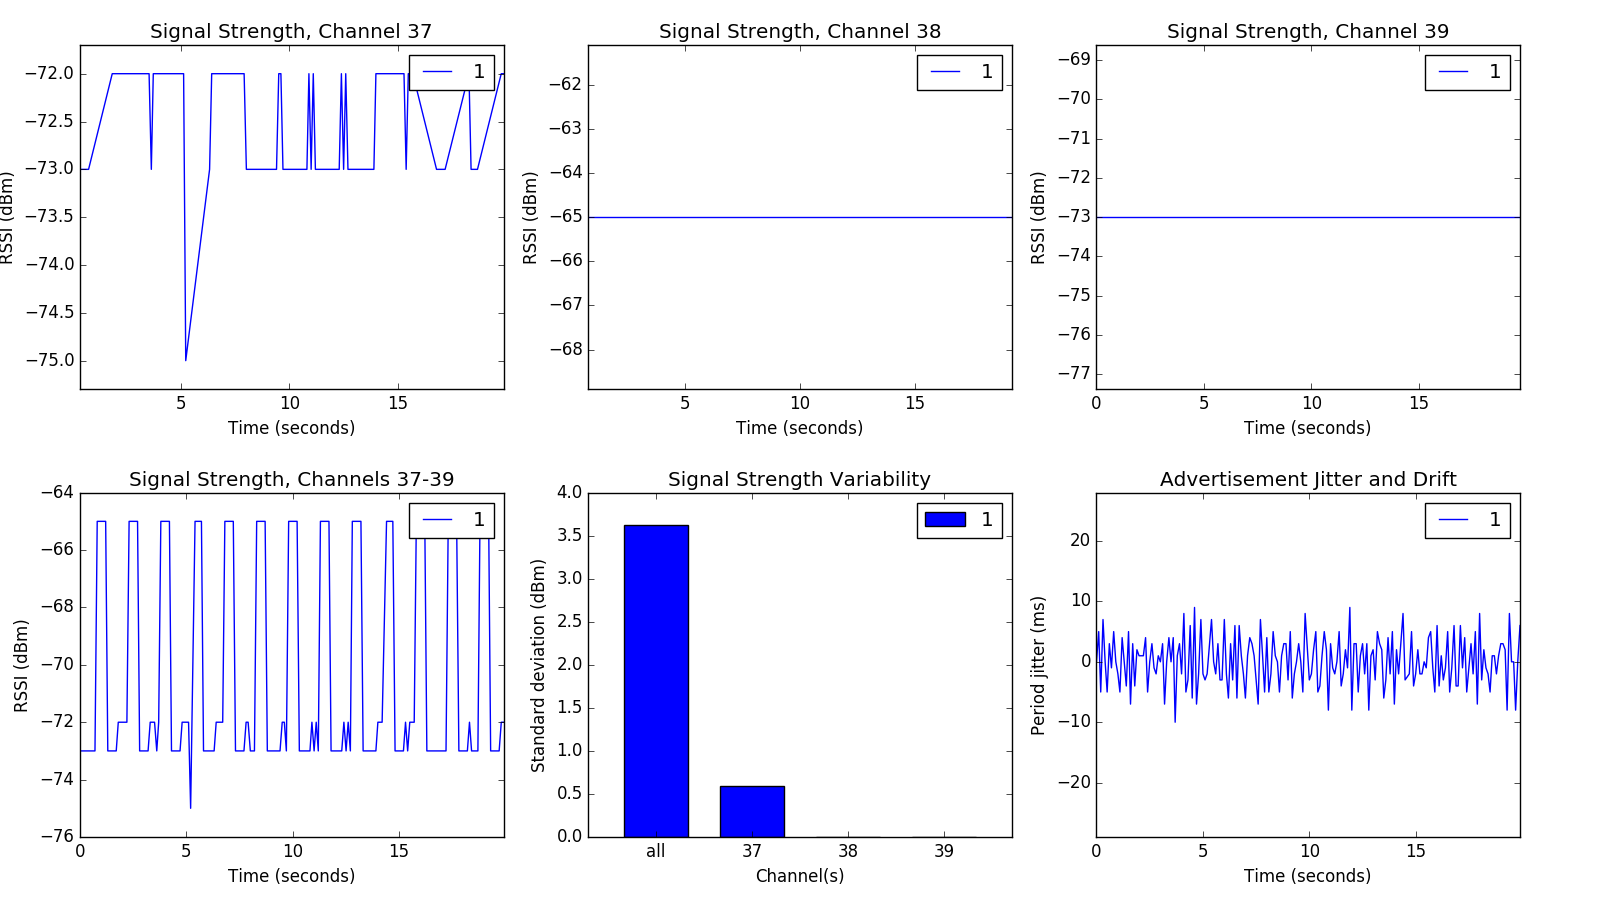 Signal Strength, Channel 37
1
−72.0
−72.5
−73.0
−73.5
−74.0
−74.5
−75.0
RSSI (dBm)
5 10 15
Time (seconds)
Signal Strength, Channel 38
1
−62
−63
−64
−65
−66
−67
−68
RSSI (dBm)
5 10 15
Time (seconds)
Signal Strength, Channel 39
1
−69
−70
−71
−72
−73
−74
−75
−76
−77
RSSI (dBm)
0 5 10 15
Time (seconds)
Signal Strength, Channels 37-39
1
−64
−66
−68
−70
−72
−74
−76
RSSI (dBm)
0 5 10 15
Time (seconds)
Signal Strength Variability
1
4.0
3.5
3.0
2.5
2.0
1.5
1.0
0.5
0.0
Standard deviation (dBm)
all 37 38 39
Channel(s)
Advertisement Jitter and Drift
1
20
10
0
−10
−20
Period jitter (ms)
0 5 10 15
Time (seconds)